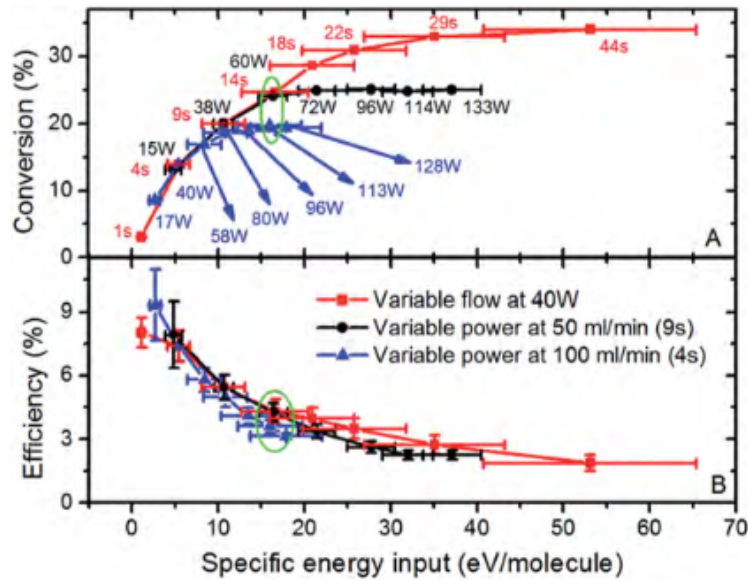 29s
22s
18s
44s
60W
14s
38W
72W 96W 114W 133W
9s
15W
128W
4s
40W
113W
17W
96W
80W
58W
1s
A
30
20
10
0
Conversion (%)
Variable flow at 40W
Variable power at 50 ml/min (9s)
Variable power at 100 ml/min (4s)
B
9
6
3
0
Efficiency (%)
0 10 20 30 40 50 60 70
Specific energy input (eV/molecule)